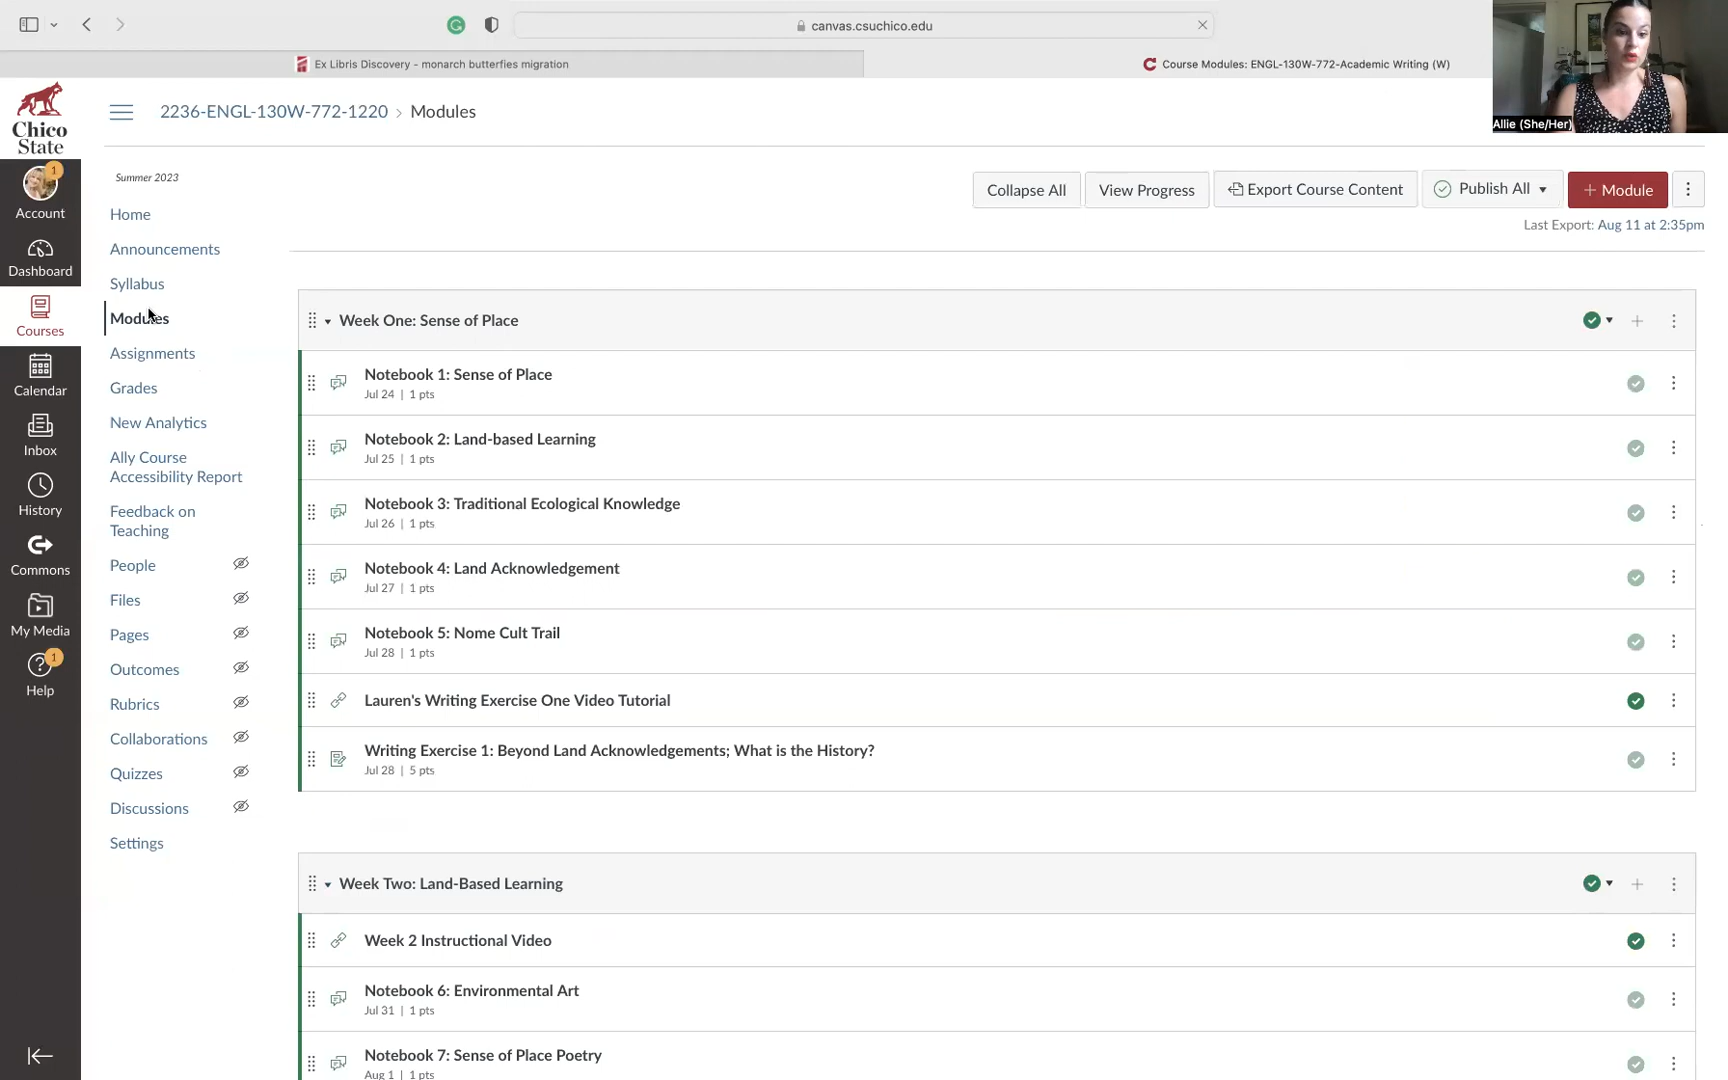 canvas.csuchico.edu
Ex Libris Discovery - monarch butterfies migration
Course Modules: ENGL-130W-772-Academic Writing (W)
Allie (She/Her)
Chico
State
2236-ENGL-130W-772-1220 › Modules
1
Account
Dashboard
Courses
Calendar
Inbox
History
Commons
My Media
1
Help
Summer 2023
Home
Announcements
Syllabus
Modules
Assignments
Grades
New Analytics
Ally Course
Accessibility Report
Feedback on
Teaching
People
Files
Pages
Outcomes
Rubrics
Collaborations
Quizzes
Discussions
Settings
Collapse All
View Progress
Export Course Content
Publish All
+ Module
Last Export: Aug 11 at 2:35pm
Week One: Sense of Place
Notebook 1: Sense of Place
Jul 24 | 1 pts
Notebook 2: Land-based Learning
Jul 25 | 1 pts
Notebook 3: Traditional Ecological Knowledge
Jul 26 | 1 pts
Notebook 4: Land Acknowledgement
Jul 27 | 1 pts
Notebook 5: Nome Cult Trail
Jul 28 | 1 pts
Lauren's Writing Exercise One Video Tutorial
Writing Exercise 1: Beyond Land Acknowledgements; What is the History?
Jul 28 | 5 pts
Week Two: Land-Based Learning
Week 2 Instructional Video
Notebook 6: Environmental Art
Jul 31 | 1 pts
Notebook 7: Sense of Place Poetry
Aug 1 | 1 pts